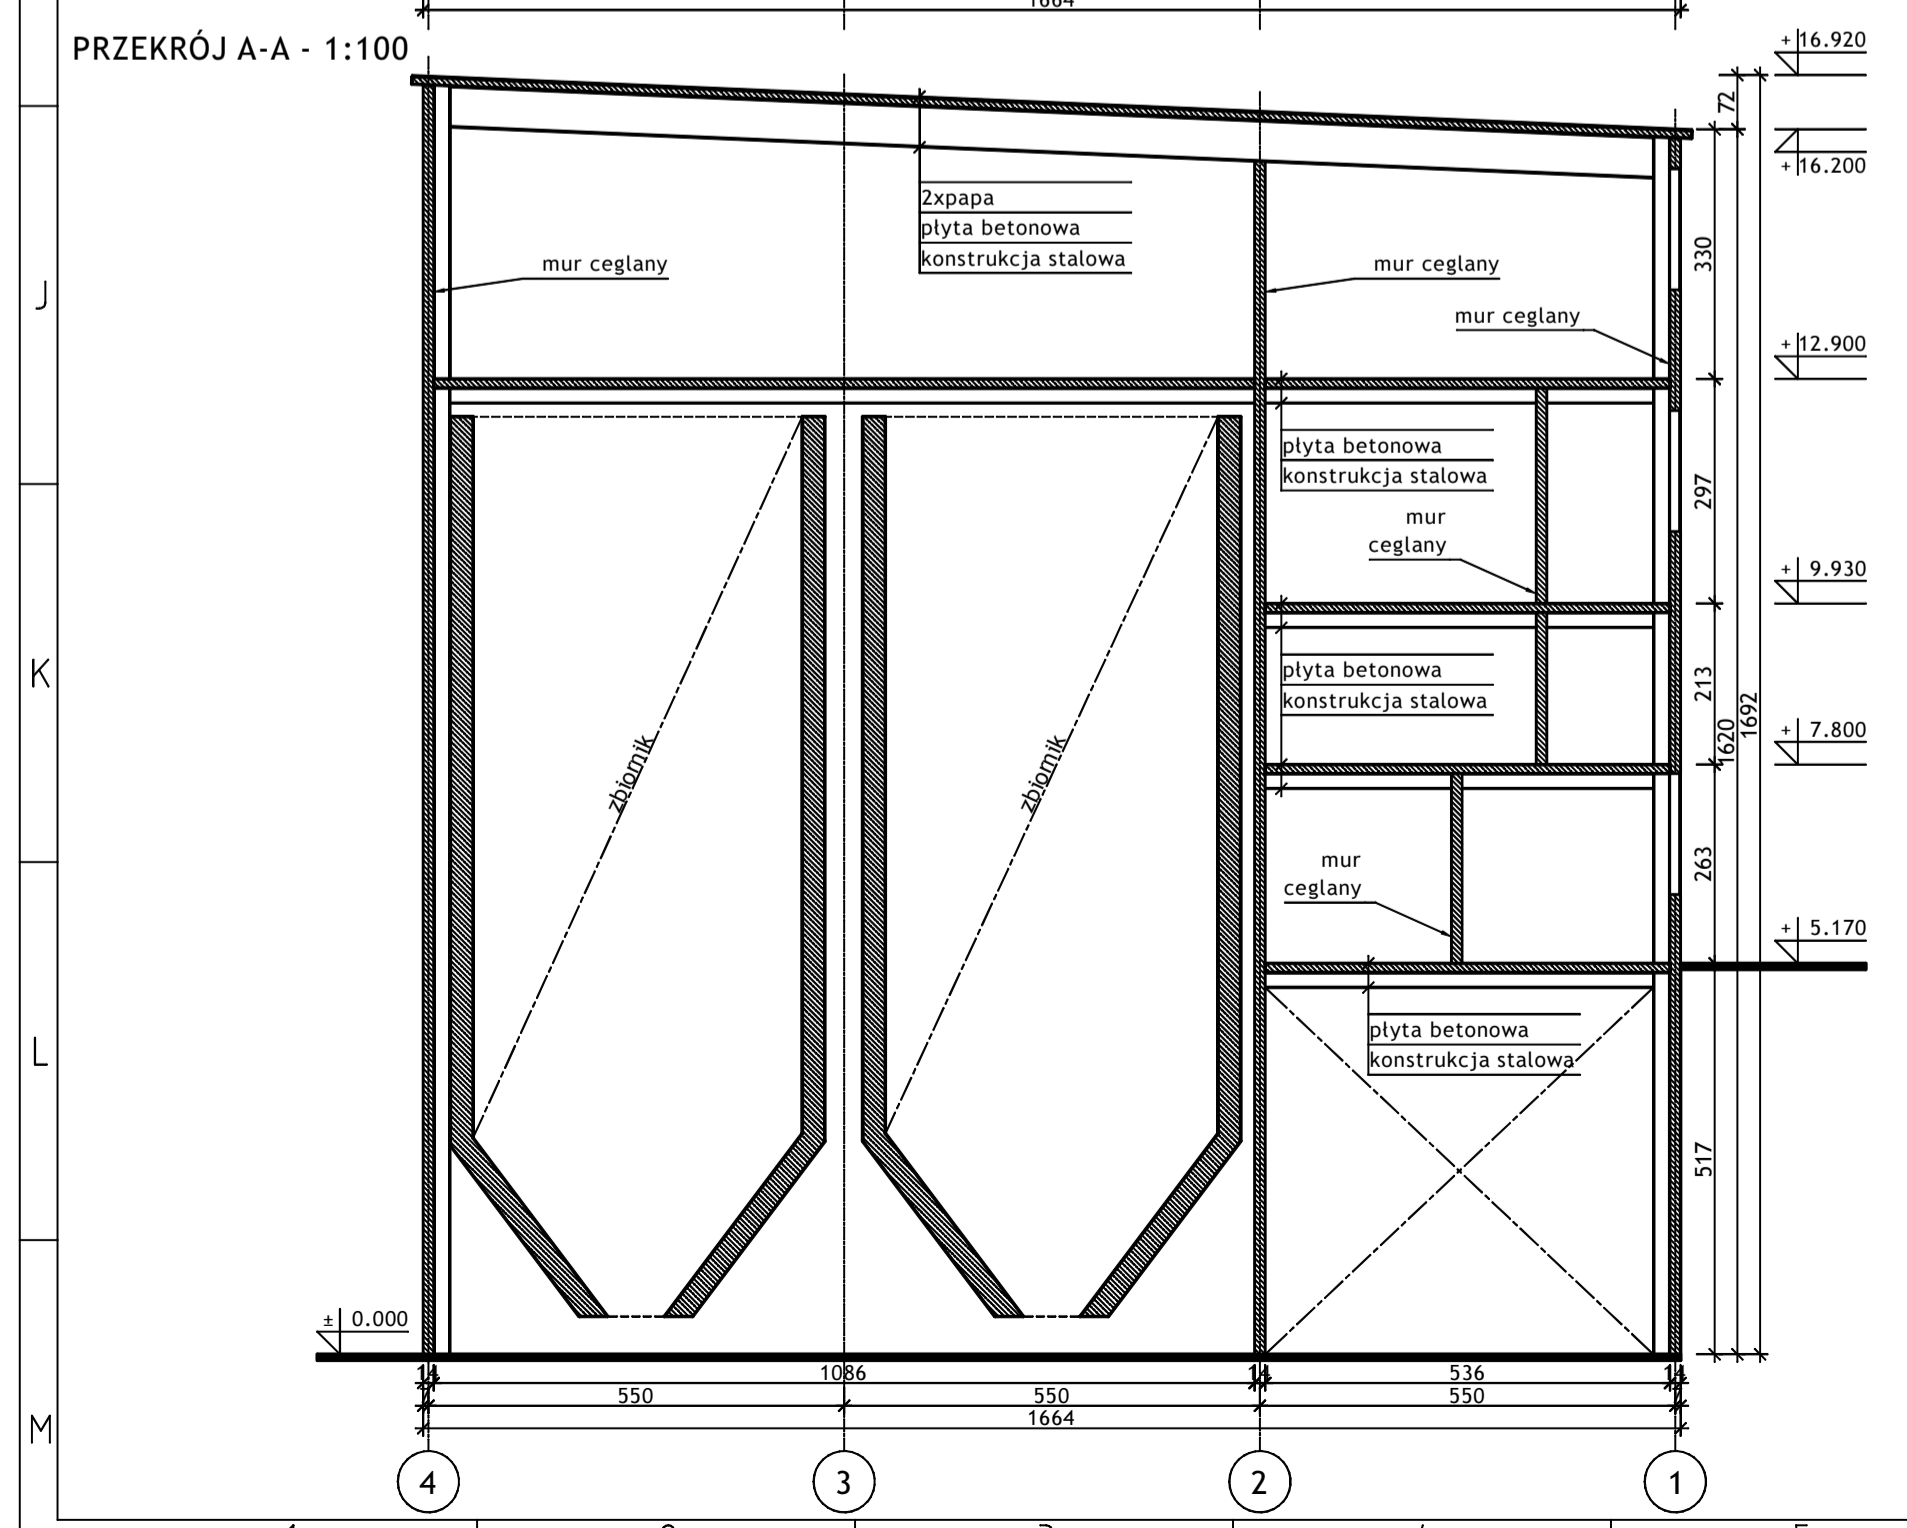 1664
PRZEKRÓJ A-A - 1:100
+ 16.920
72
+ 16.200
2xpapa
płyta betonowa
konstrukcja stalowa
mur ceglany
mur ceglany
mur ceglany
330
J
+ 12.900
płyta betonowa
konstrukcja stalowa
297
mur
ceglany
+ 9.930
K
płyta betonowa
konstrukcja stalowa
213
1620
1692
+ 7.800
zbiornik
zbiornik
mur
ceglany
263
+ 5.170
L
płyta betonowa
konstrukcja stalowa
517
± 0.000
14 1086 14 536 14
550 550 550
1664
M
4 3 2 1